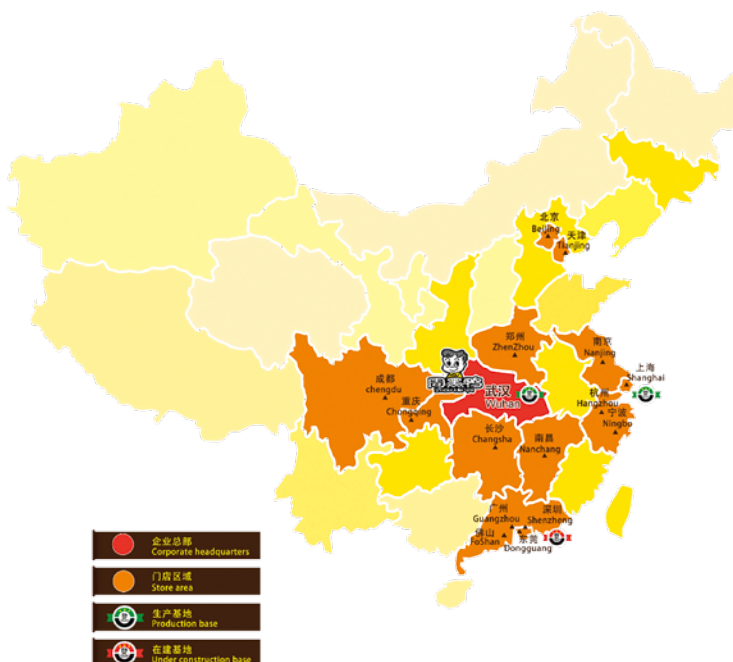 北京
Beijing
天津
Tianjing
郑州
ZhenZhou
南京
Nanjing
上海
Shanghai
成都
chengdu
周黑鸭
武汉
Wuhan
杭州
Hangzhou
重庆
Chongqing
宁波
Ningbo
长沙
Changsha
南昌
Nanchang
广州
Guangzhou
深圳
Shenzheng
佛山
FoShan
东莞
Dongguang
企业总部
Corporate headquarters
门店区域
Store area
生产基地
Production base
在建基地
Under construction base